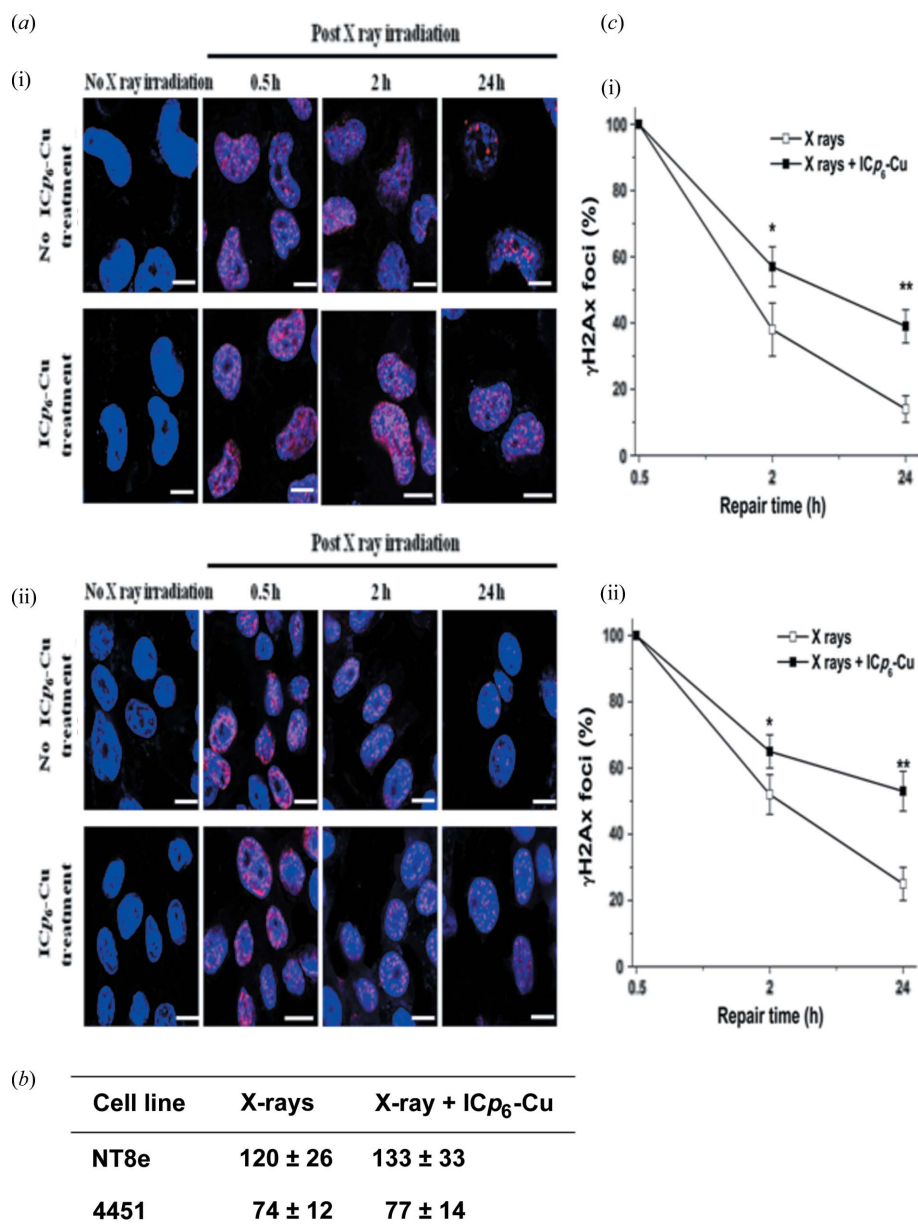 (a)
Post X ray irradiation
(i)
No X ray irradiation 0.5 h 2 h 24 h
No ICp₆-Cu treatment
ICp₆-Cu treatment
Post X ray irradiation
(ii)
No X ray irradiation 0.5 h 2 h 24 h
No ICp₆-Cu treatment
ICp₆-Cu treatment
(c)
(i)
X rays
X rays + ICp₆-Cu
γH2Ax foci (%)
100
80
60
40
20
0
*
**
0.5 2 24
Repair time (h)
(ii)
X rays
X rays + ICp₆-Cu
γH2Ax foci (%)
100
80
60
40
20
0
*
**
0.5 2 24
Repair time (h)
(b)
Cell line X-rays X-ray + ICp₆-Cu
NT8e 120 ± 26 133 ± 33
4451 74 ± 12 77 ± 14